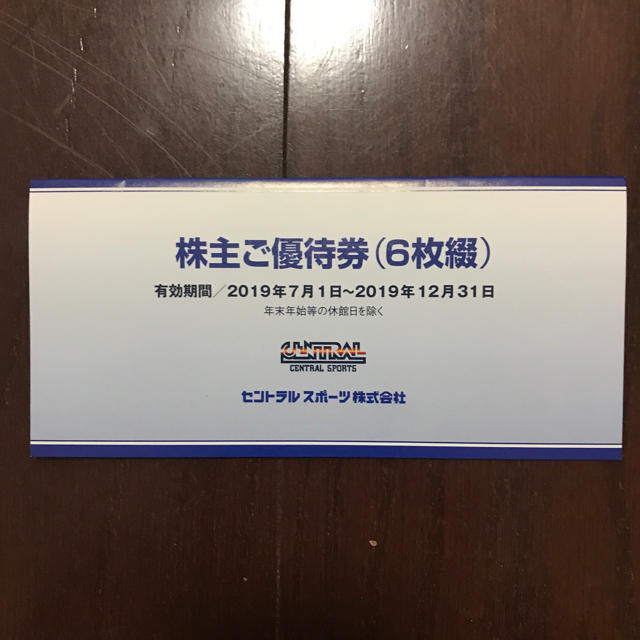 株主ご優待券(6枚綴)
有効期間/2019年7月1日~2019年12月31日
年末年始等の休館日を除く
CENTRAL
CENTRAL SPORTS
セントラルスポーツ株式会社